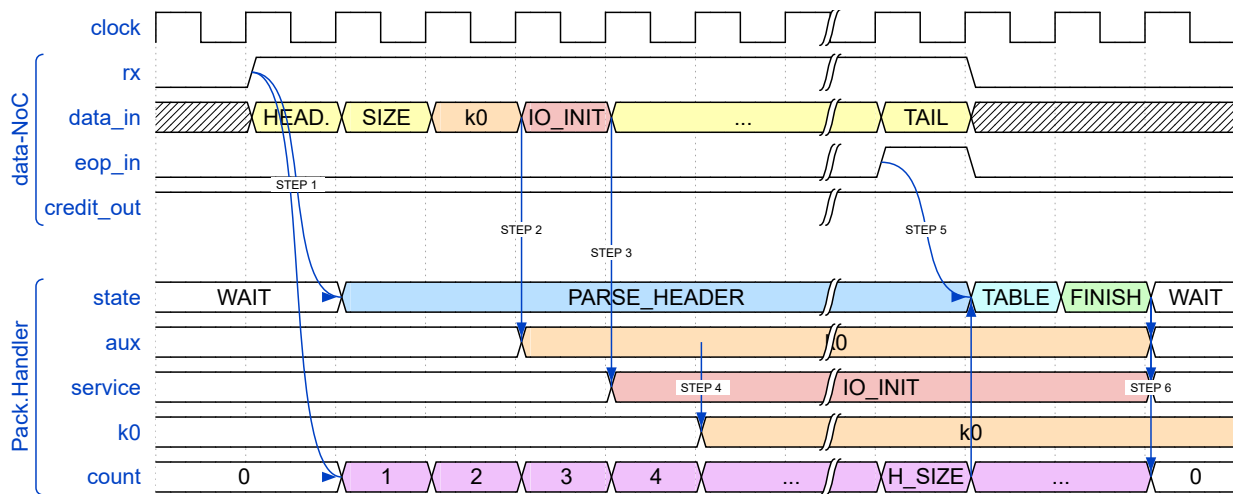 clock
data-NoC
rx
data_in HEAD. SIZE k0 IO_INIT ... TAIL
eop_in
STEP 1
credit_out
STEP 2 STEP 5
STEP 3
Pack.Handler
state WAIT PARSE_HEADER TABLE FINISH WAIT
aux k0
service STEP 4 IO_INIT STEP 6
k0 k0
count 0 1 2 3 4 ... H_SIZE ... 0